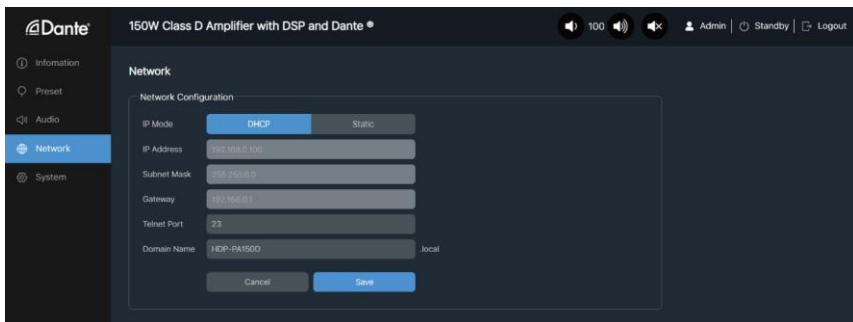 Dante®
150W Class D Amplifier with DSP and Dante ®
100
Admin | Standby | Logout
Infomation
Preset
Audio
Network
System
Network
Network Configuration
IP Mode DHCP Static
IP Address 192.168.0.100
Subnet Mask 255.255.0.0
Gateway 192.168.0.1
Telnet Port 23
Domain Name HDP-PA150D .local
Cancel Save